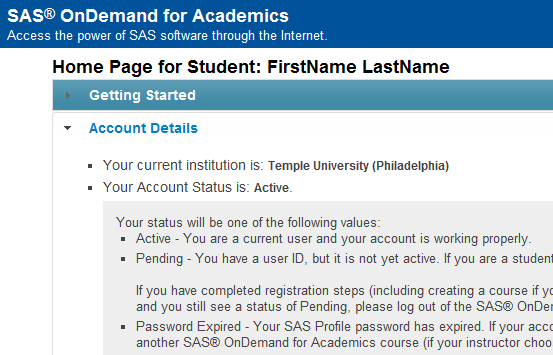 SAS® OnDemand for Academics
Access the power of SAS software through the Internet.
Home Page for Student: FirstName LastName
Getting Started
Account Details
Your current institution is: Temple University (Philadelphia)
Your Account Status is: Active.
Your status will be one of the following values:
Active - You are a current user and your account is working properly.
Pending - You have a user ID, but it is not yet active. If you are a student
If you have completed registration steps (including creating a course if yo
and you still see a status of Pending, please log out of the SAS® OnDer
Password Expired - Your SAS Profile password has expired. If your acco
another SAS® OnDemand for Academics course (if your instructor choo